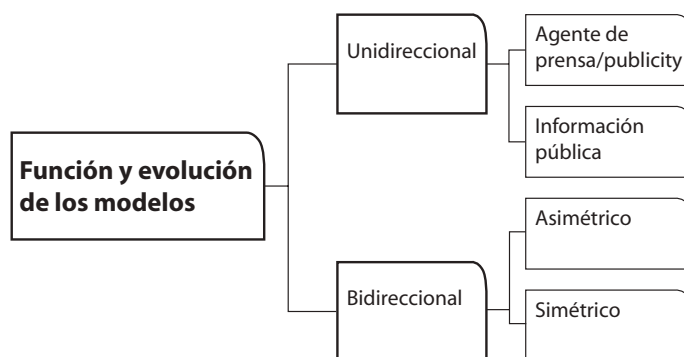 Función y evolución
de los modelos
Unidireccional
Agente de
prensa/publicity
Información
pública
Bidireccional
Asimétrico
Simétrico